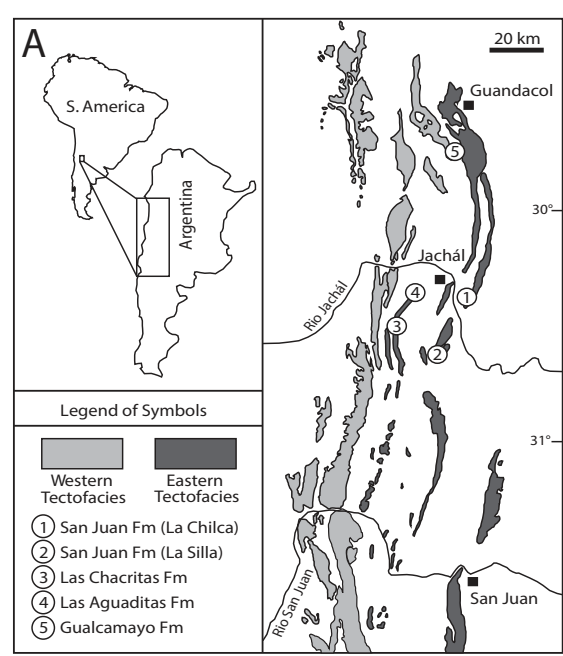 A
S. America
Argentina
Legend of Symbols
Western
Tectofacies
Eastern
Tectofacies
1 San Juan Fm (La Chilca)
2 San Juan Fm (La Silla)
3 Las Chacritas Fm
4 Las Aguaditas Fm
5 Gualcamayo Fm
20 km
Guandacol
5
30°
Jachál
Rio Jachál
4
1
3
2
31°
Rio San Juan
San Juan